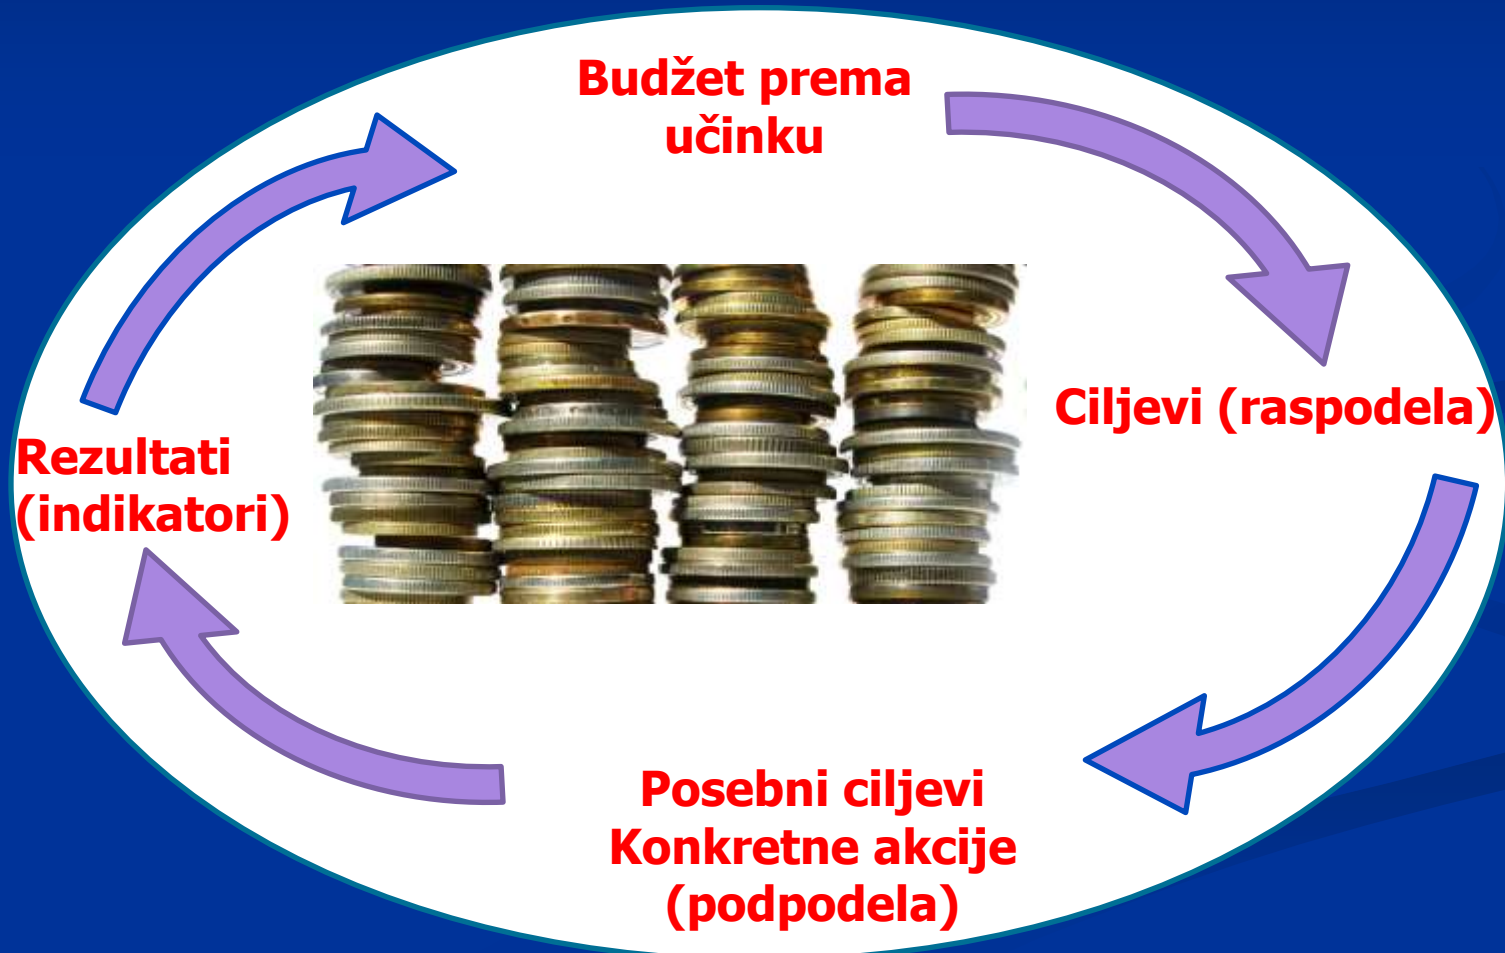 Budžet prema
učinku
Ciljevi (raspodela)
Rezultati
(indikatori)
Posebni ciljevi
Konkretne akcije
(podpodela)